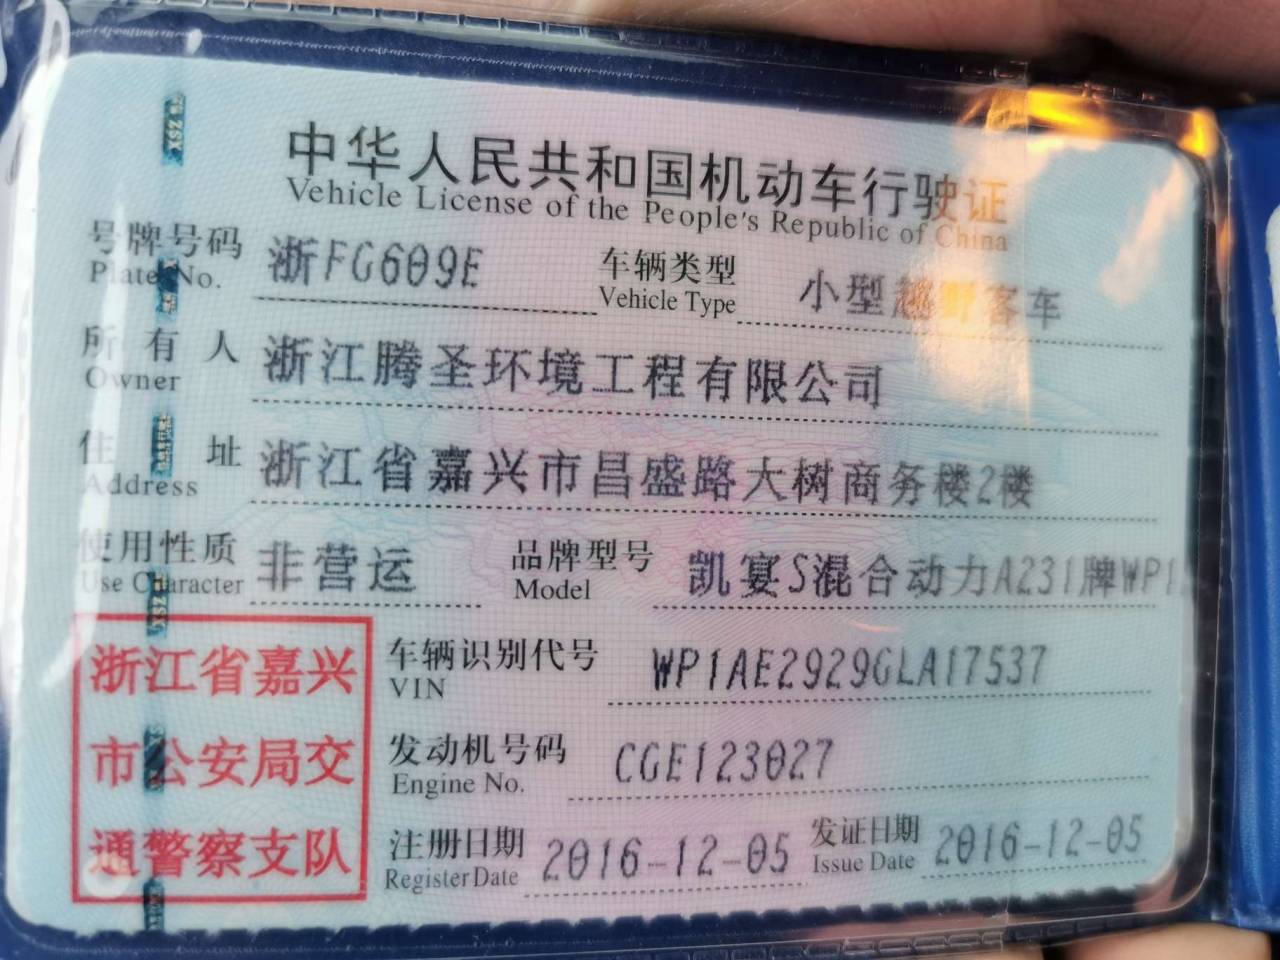 中华人民共和国机动车行驶证
Vehicle License of the People's Republic of China
号牌号码 浙FG609E 车辆类型 小型越野客车
Plate No. Vehicle Type
所有人 浙江腾圣环境工程有限公司
Owner
住址 浙江省嘉兴市昌盛路大树商务楼2楼
Address
使用性质 非营运 品牌型号 凯宴S混合动力A231牌WP1
Use Character Model
浙江省嘉兴
市公安局交
通警察支队
车辆识别代号 WP1AE2929GLA17537
VIN
发动机号码 CGE123027
Engine No.
注册日期 2016-12-05 发证日期 2016-12-05
Register Date Issue Date